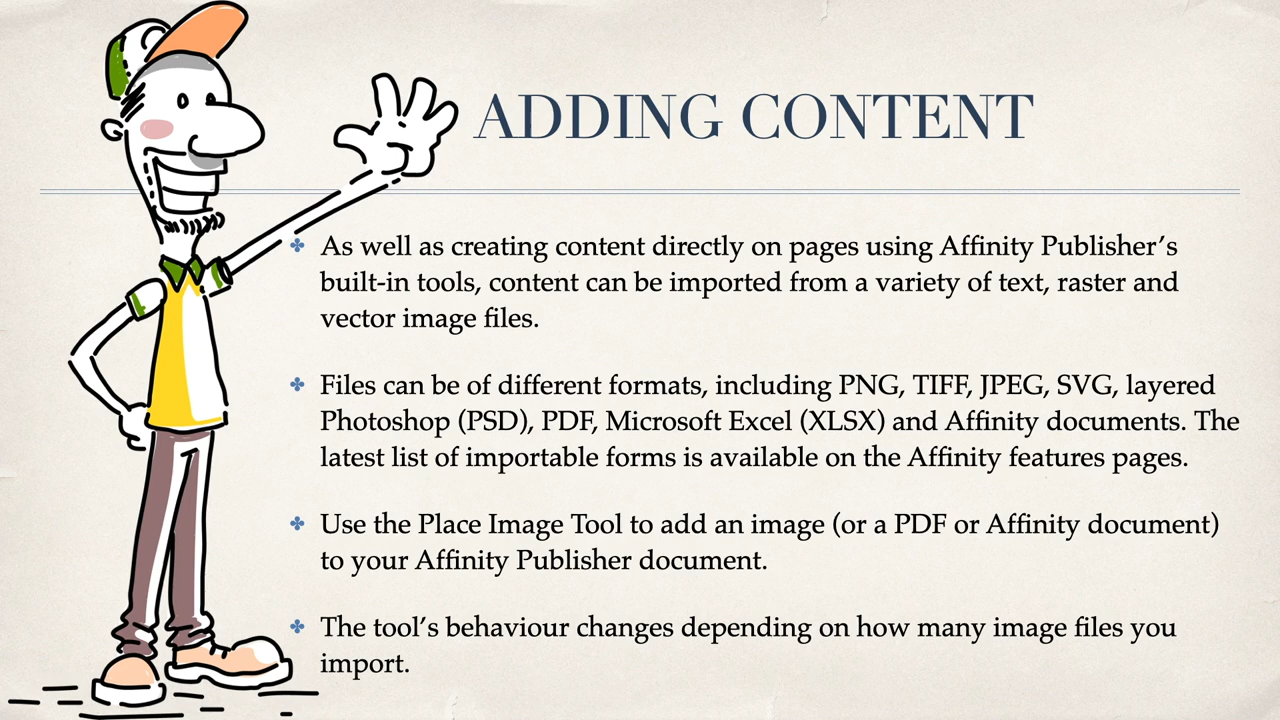 ADDING CONTENT
As well as creating content directly on pages using Affinity Publisher’s
built-in tools, content can be imported from a variety of text, raster and
vector image files.
Files can be of different formats, including PNG, TIFF, JPEG, SVG, layered
Photoshop (PSD), PDF, Microsoft Excel (XLSX) and Affinity documents. The
latest list of importable forms is available on the Affinity features pages.
Use the Place Image Tool to add an image (or a PDF or Affinity document)
to your Affinity Publisher document.
The tool’s behaviour changes depending on how many image files you
import.